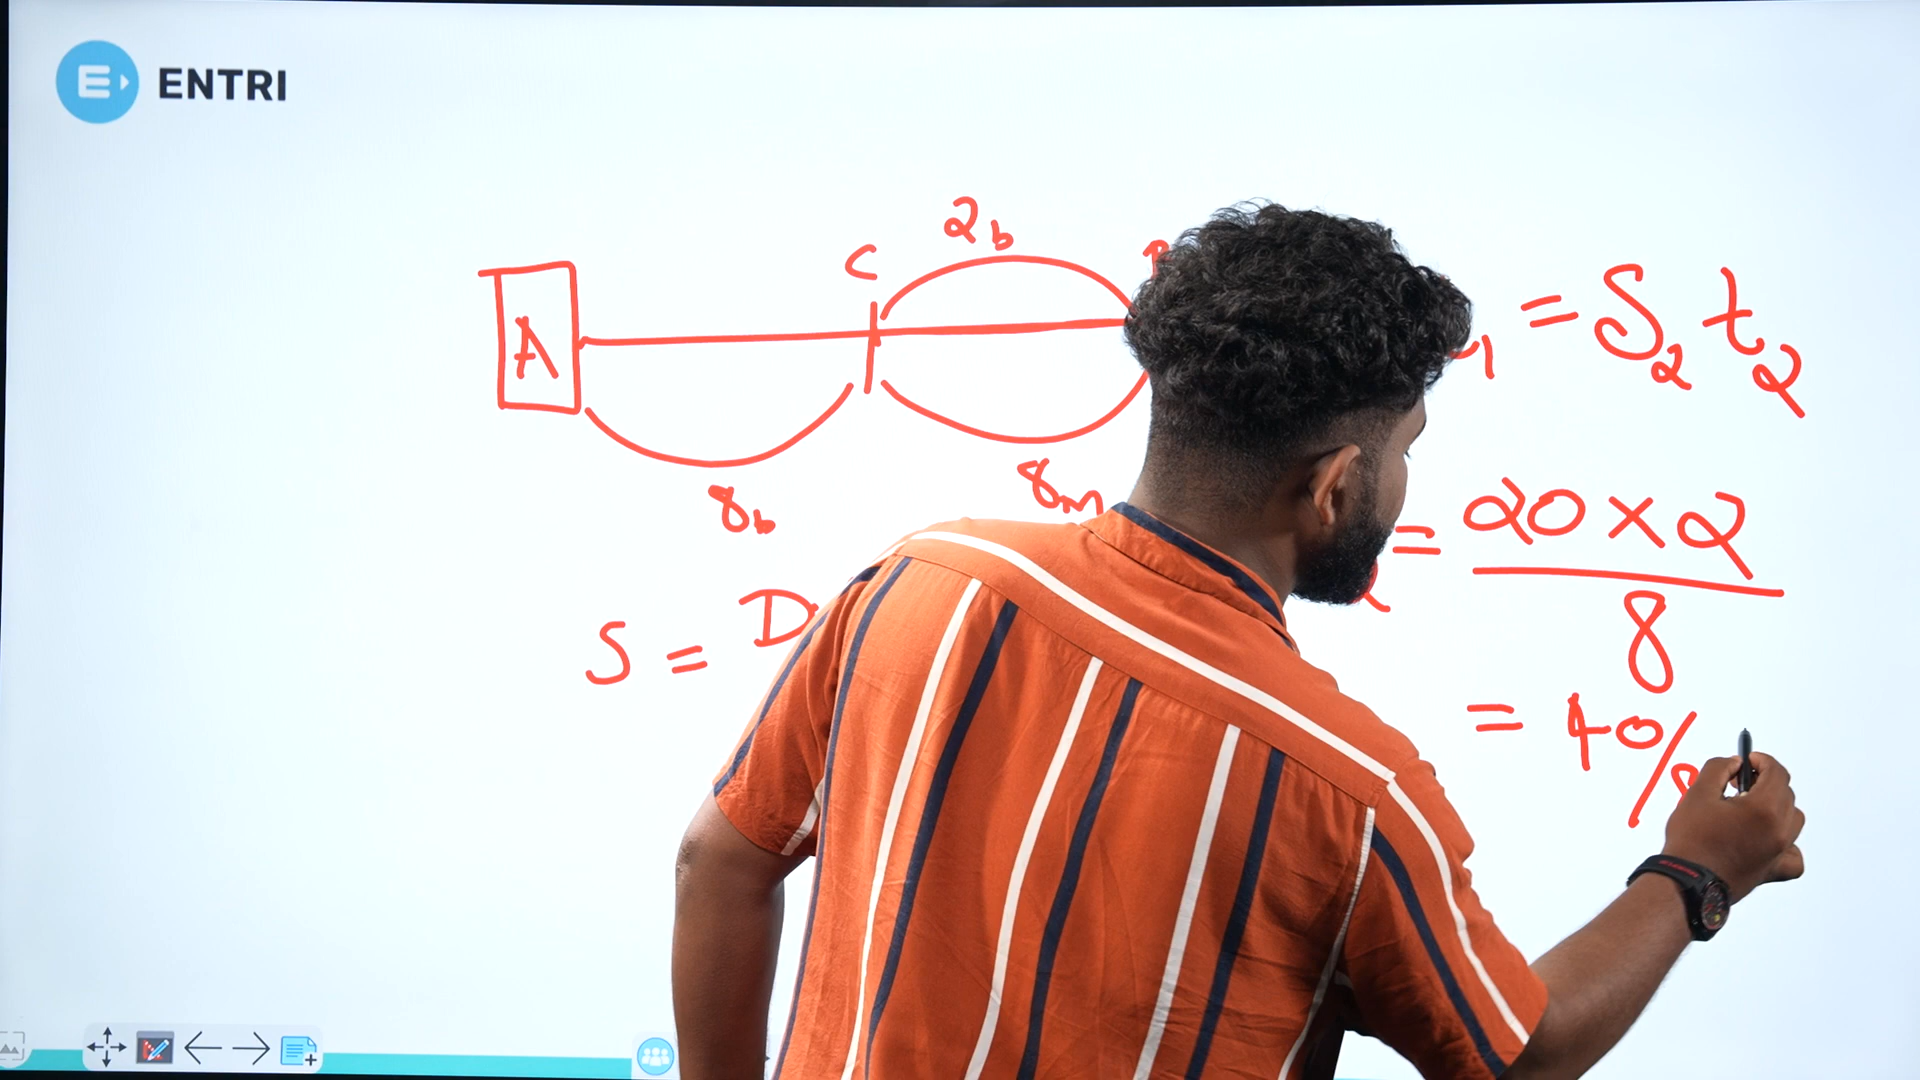 ENTRI
2b
C
A
= S2 t2
8b
8m
= 20 × 2
8
S = D
= 40/